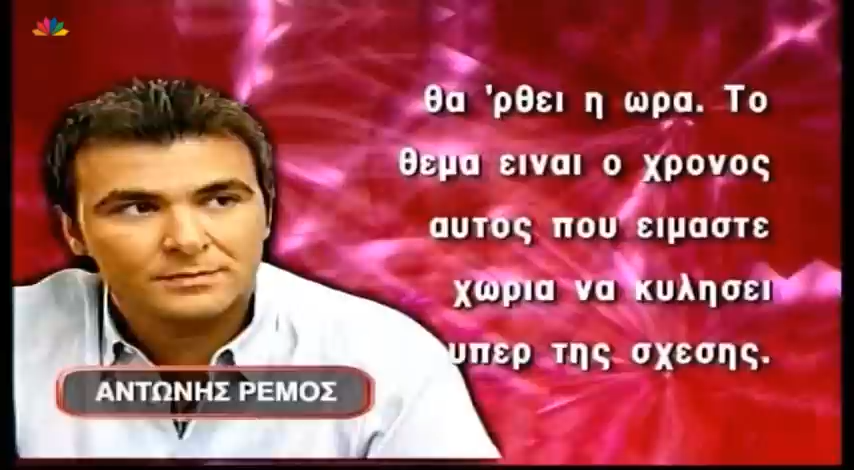 θα 'ρθει η ωρα. Το
θεμα ειναι ο χρονος
αυτος που ειμαστε
χωρια να κυλησει
υπερ της σχεσης.
ΑΝΤΩΝΗΣ ΡΕΜΟΣ